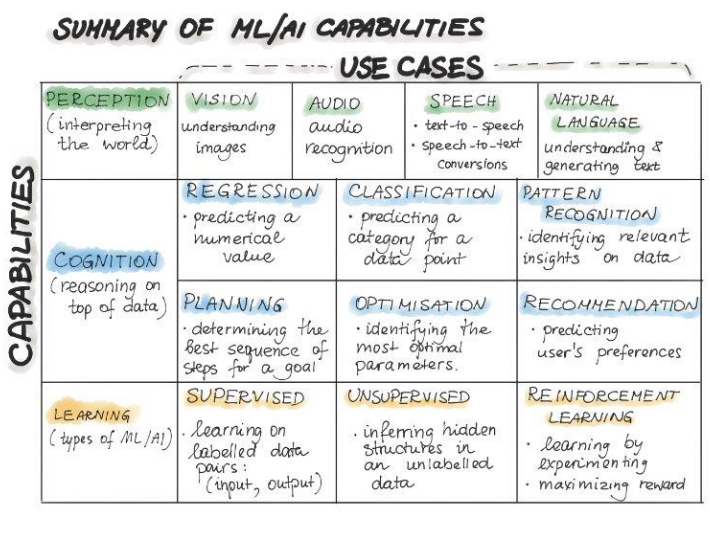 SUMMARY OF ML/AI CAPABILITIES
USE CASES
CAPABILITIES
PERCEPTION
(interpreting
the world)
VISION
understanding
images
AUDIO
audio
recognition
SPEECH
• text-to-speech
• speech-to-text
conversions
NATURAL
LANGUAGE
understanding &
generating text
COGNITION
(reasoning on
top of data)
REGRESSION
• predicting a
numerical
value
CLASSIFICATION
• predicting a
category for a
data point
PATTERN
RECOGNITION
• identifying relevant
insights on data
PLANNING
• determining the
best sequence of
steps for a goal
OPTIMISATION
• identifying the
most optimal
parameters.
RECOMMENDATION
• predicting
user's preferences
LEARNING
(types of ML/AI)
SUPERVISED
• learning on
labelled data
pairs:
(input, output)
UNSUPERVISED
• inferring hidden
structures in
an unlabelled
data
REINFORCEMENT
LEARNING
• learning by
experimenting
• maximizing reward